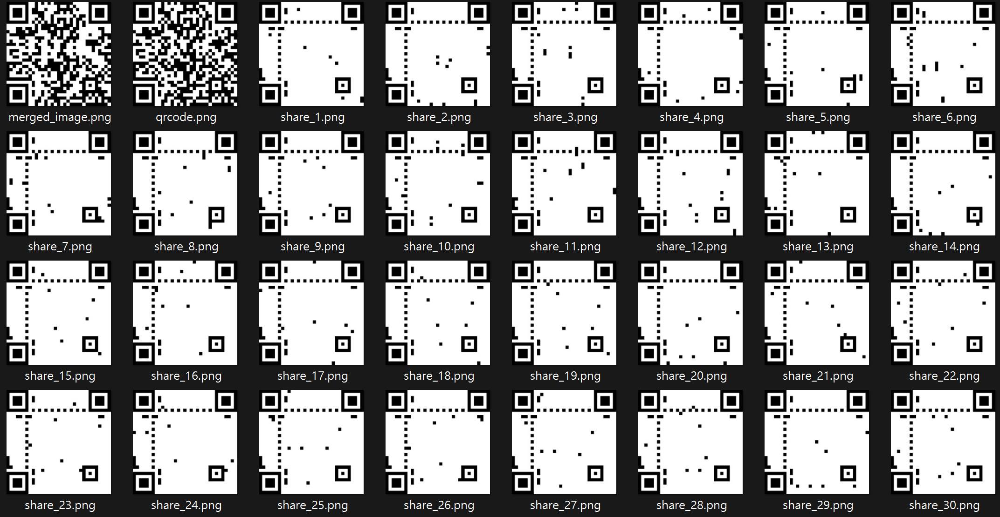 merged_image.png qrcode.png share_1.png share_2.png share_3.png share_4.png share_5.png share_6.png
share_7.png share_8.png share_9.png share_10.png share_11.png share_12.png share_13.png share_14.png
share_15.png share_16.png share_17.png share_18.png share_19.png share_20.png share_21.png share_22.png
share_23.png share_24.png share_25.png share_26.png share_27.png share_28.png share_29.png share_30.png